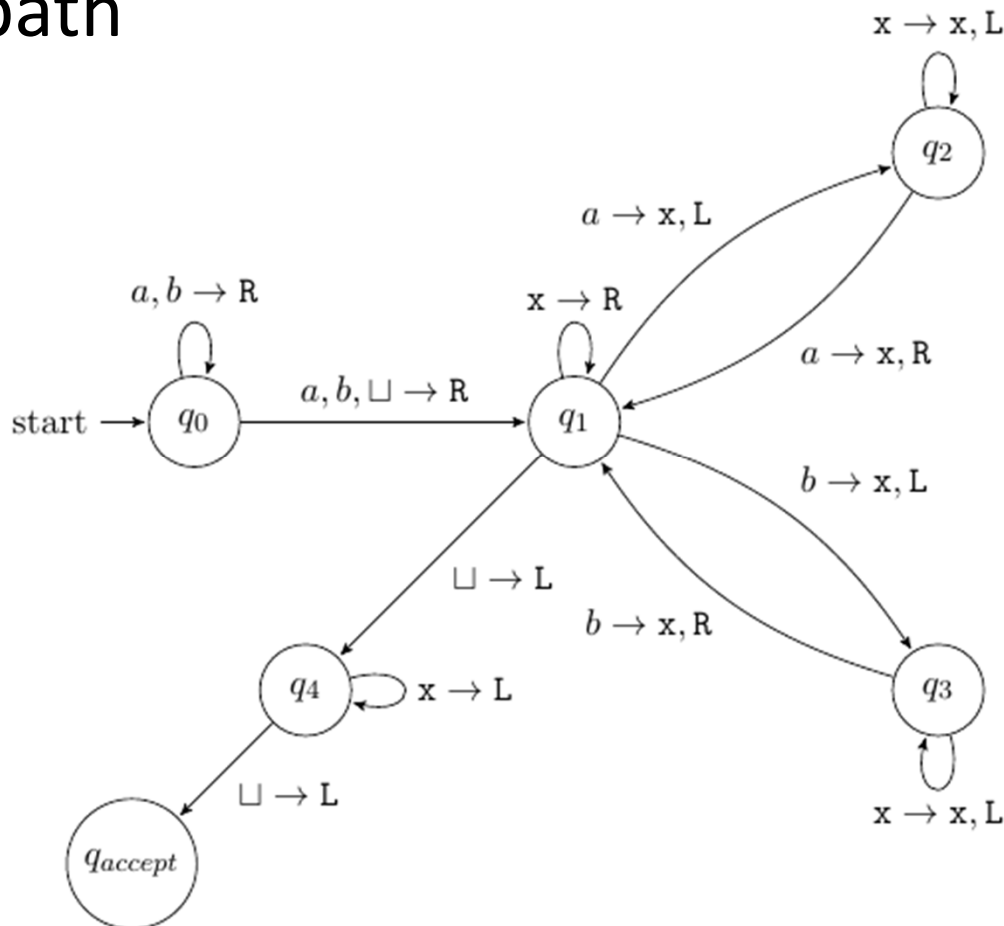 path
x → x, L
q2
a → x, L
a, b → R
x → R
a → x, R
start
q0
a, b, ⊔ → R
q1
b → x, L
⊔ → L
b → x, R
q4
x → L
q3
⊔ → L
x → x, L
qaccept